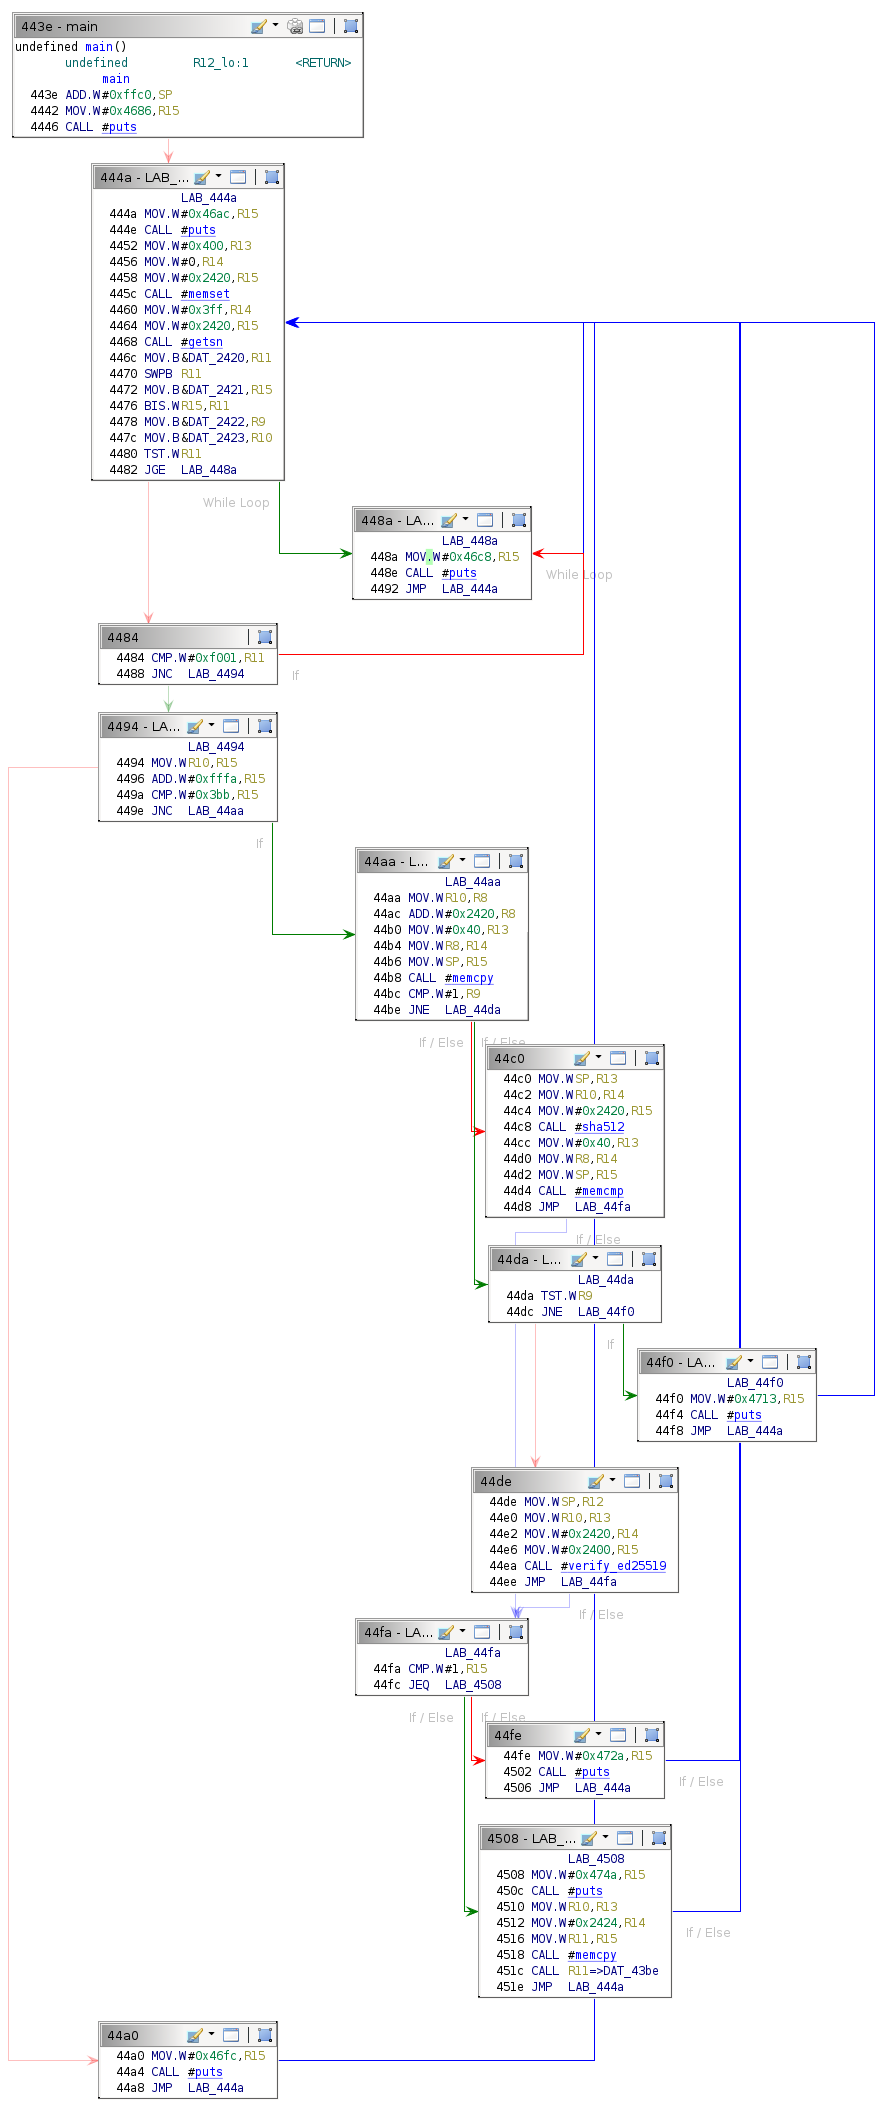 443e - main
undefined main()
undefined R12_lo:1 <RETURN>
main
443e ADD.W #0xffc0,SP
4442 MOV.W #0x4686,R15
4446 CALL #puts
444a - LAB_...
LAB_444a
444a MOV.W #0x46ac,R15
444e CALL #puts
4452 MOV.W #0x400,R13
4456 MOV.W #0,R14
4458 MOV.W #0x2420,R15
445c CALL #memset
4460 MOV.W #0x3ff,R14
4464 MOV.W #0x2420,R15
4468 CALL #getsn
446c MOV.B &DAT_2420,R11
4470 SWPB R11
4472 MOV.B &DAT_2421,R15
4476 BIS.W R15,R11
4478 MOV.B &DAT_2422,R9
447c MOV.B &DAT_2423,R10
4480 TST.W R11
4482 JGE LAB_448a
While Loop
448a - LA...
LAB_448a
448a MOV.W #0x46c8,R15
448e CALL #puts
4492 JMP LAB_444a
While Loop
4484
4484 CMP.W #0xf001,R11
4488 JNC LAB_4494
If
4494 - LA...
LAB_4494
4494 MOV.W R10,R15
4496 ADD.W #0xfffa,R15
449a CMP.W #0x3bb,R15
449e JNC LAB_44aa
If
44aa - L...
LAB_44aa
44aa MOV.W R10,R8
44ac ADD.W #0x2420,R8
44b0 MOV.W #0x40,R13
44b4 MOV.W R8,R14
44b6 MOV.W SP,R15
44b8 CALL #memcpy
44bc CMP.W #1,R9
44be JNE LAB_44da
If / Else If / Else
44c0
44c0 MOV.W SP,R13
44c2 MOV.W R10,R14
44c4 MOV.W #0x2420,R15
44c8 CALL #sha512
44cc MOV.W #0x40,R13
44d0 MOV.W R8,R14
44d2 MOV.W SP,R15
44d4 CALL #memcmp
44d8 JMP LAB_44fa
If / Else
44da - L...
LAB_44da
44da TST.W R9
44dc JNE LAB_44f0
If
44f0 - LA...
LAB_44f0
44f0 MOV.W #0x4713,R15
44f4 CALL #puts
44f8 JMP LAB_444a
44de
44de MOV.W SP,R12
44e0 MOV.W R10,R13
44e2 MOV.W #0x2420,R14
44e6 MOV.W #0x2400,R15
44ea CALL #verify_ed25519
44ee JMP LAB_44fa
If / Else
44fa - LA...
LAB_44fa
44fa CMP.W #1,R15
44fc JEQ LAB_4508
If / Else If / Else
44fe
44fe MOV.W #0x472a,R15
4502 CALL #puts
4506 JMP LAB_444a
If / Else
4508 - LAB_...
LAB_4508
4508 MOV.W #0x474a,R15
450c CALL #puts
4510 MOV.W R10,R13
4512 MOV.W #0x2424,R14
4516 MOV.W R11,R15
4518 CALL #memcpy
451c CALL R11=>DAT_43be
451e JMP LAB_444a
If / Else
44a0
44a0 MOV.W #0x46fc,R15
44a4 CALL #puts
44a8 JMP LAB_444a